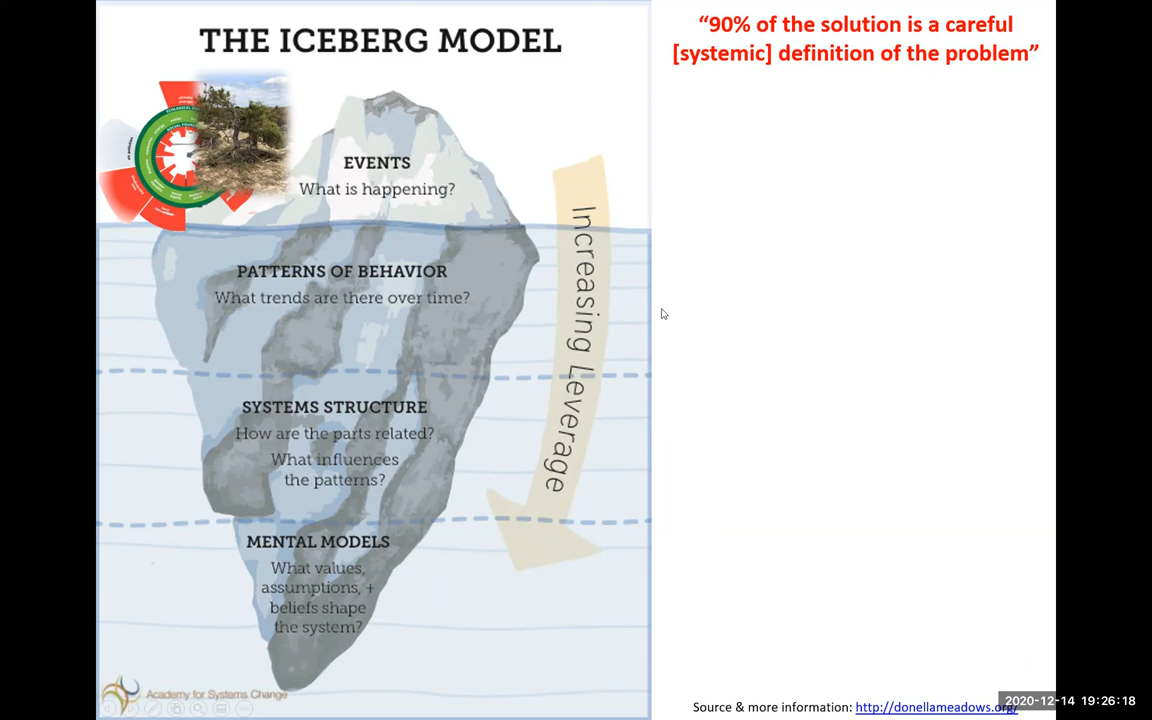 THE ICEBERG MODEL
“90% of the solution is a careful
[systemic] definition of the problem”
EVENTS
What is happening?
PATTERNS OF BEHAVIOR
What trends are there over time?
Increasing Leverage
SYSTEMS STRUCTURE
How are the parts related?
What influences
the patterns?
MENTAL MODELS
What values,
assumptions, +
beliefs shape
the system?
Academy for Systems Change
Source & more information: http://donellameadows.org/
2020-12-14 19:26:18